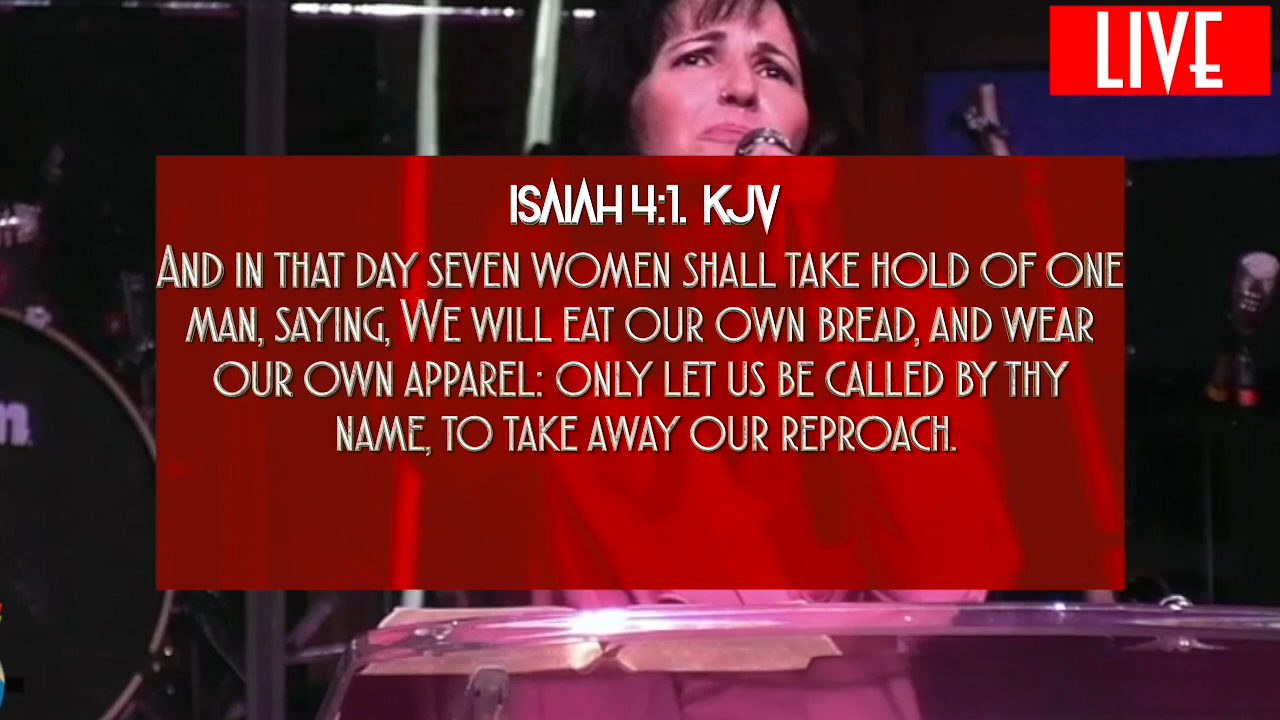 LIVE
ISAIAH 4:1. KJV
And in that day seven women shall take hold of one
man, saying, We will eat our own bread, and wear
our own apparel: only let us be called by thy
name, to take away our reproach.